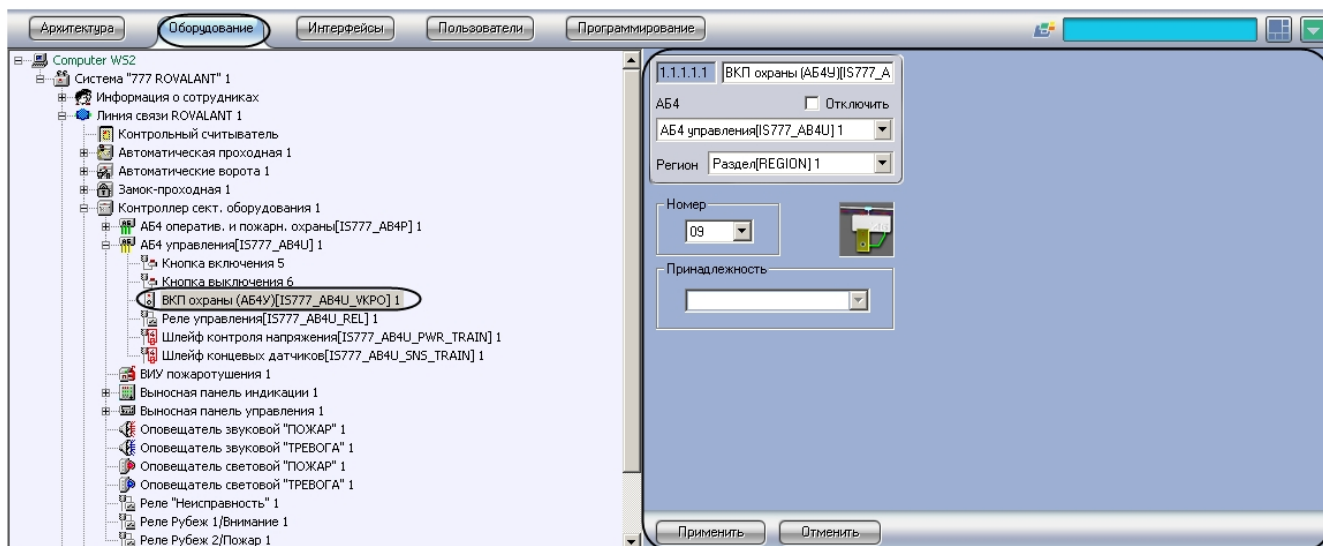 Архитектура Оборудование Интерфейсы Пользователи Программирование
Computer WS2
Система "777 ROVALANT" 1
Информация о сотрудниках
Линия связи ROVALANT 1
Контрольный считыватель
Автоматическая проходная 1
Автоматические ворота 1
Замок-проходная 1
Контроллер сект. оборудования 1
АБ4 оператив. и пожарн. охраны[IS777_AB4P] 1
АБ4 управления[IS777_AB4U] 1
Кнопка включения 5
Кнопка выключения 6
ВКП охраны (АБ4У)[IS777_AB4U_VKPO] 1
Реле управления[IS777_AB4U_REL] 1
Шлейф контроля напряжения[IS777_AB4U_PWR_TRAIN] 1
Шлейф концевых датчиков[IS777_AB4U_SNS_TRAIN] 1
ВИУ пожаротушения 1
Выносная панель индикации 1
Выносная панель управления 1
Оповещатель звуковой "ПОЖАР" 1
Оповещатель звуковой "ТРЕВОГА" 1
Оповещатель световой "ПОЖАР" 1
Оповещатель световой "ТРЕВОГА" 1
Реле "Неисправность" 1
Реле Рубеж 1/Внимание 1
Реле Рубеж 2/Пожар 1
1.1.1.1.1 ВКП охраны (АБ4У)[IS777_A
АБ4 Отключить
АБ4 управления[IS777_AB4U] 1
Регион Раздел[REGION] 1
Номер
09
Принадлежность
Применить Отменить